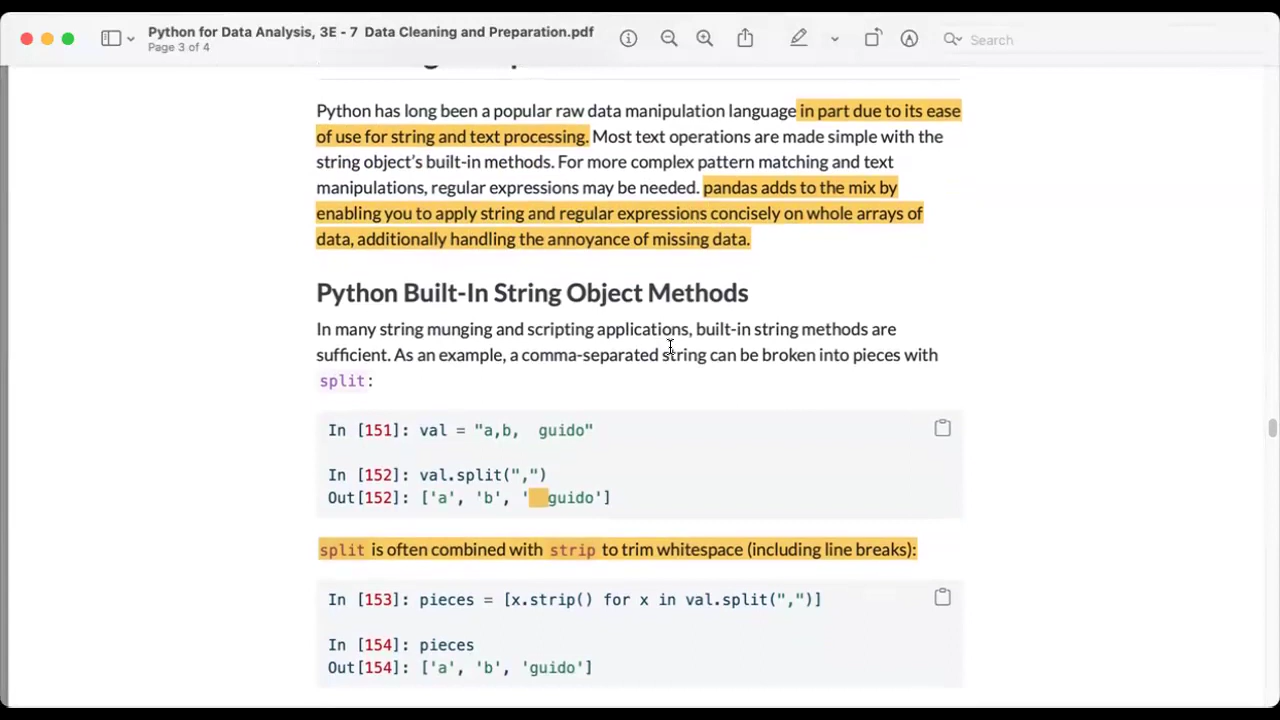 Python for Data Analysis, 3E - 7 Data Cleaning and Preparation.pdf
Page 3 of 4
Search
Python has long been a popular raw data manipulation language in part due to its ease
of use for string and text processing. Most text operations are made simple with the
string object’s built-in methods. For more complex pattern matching and text
manipulations, regular expressions may be needed. pandas adds to the mix by
enabling you to apply string and regular expressions concisely on whole arrays of
data, additionally handling the annoyance of missing data.
Python Built-In String Object Methods
In many string munging and scripting applications, built-in string methods are
sufficient. As an example, a comma-separated string can be broken into pieces with
split:
In [151]: val = "a,b,  guido"
In [152]: val.split(",")
Out[152]: ['a', 'b', '  guido']
split is often combined with strip to trim whitespace (including line breaks):
In [153]: pieces = [x.strip() for x in val.split(",")]
In [154]: pieces
Out[154]: ['a', 'b', 'guido']